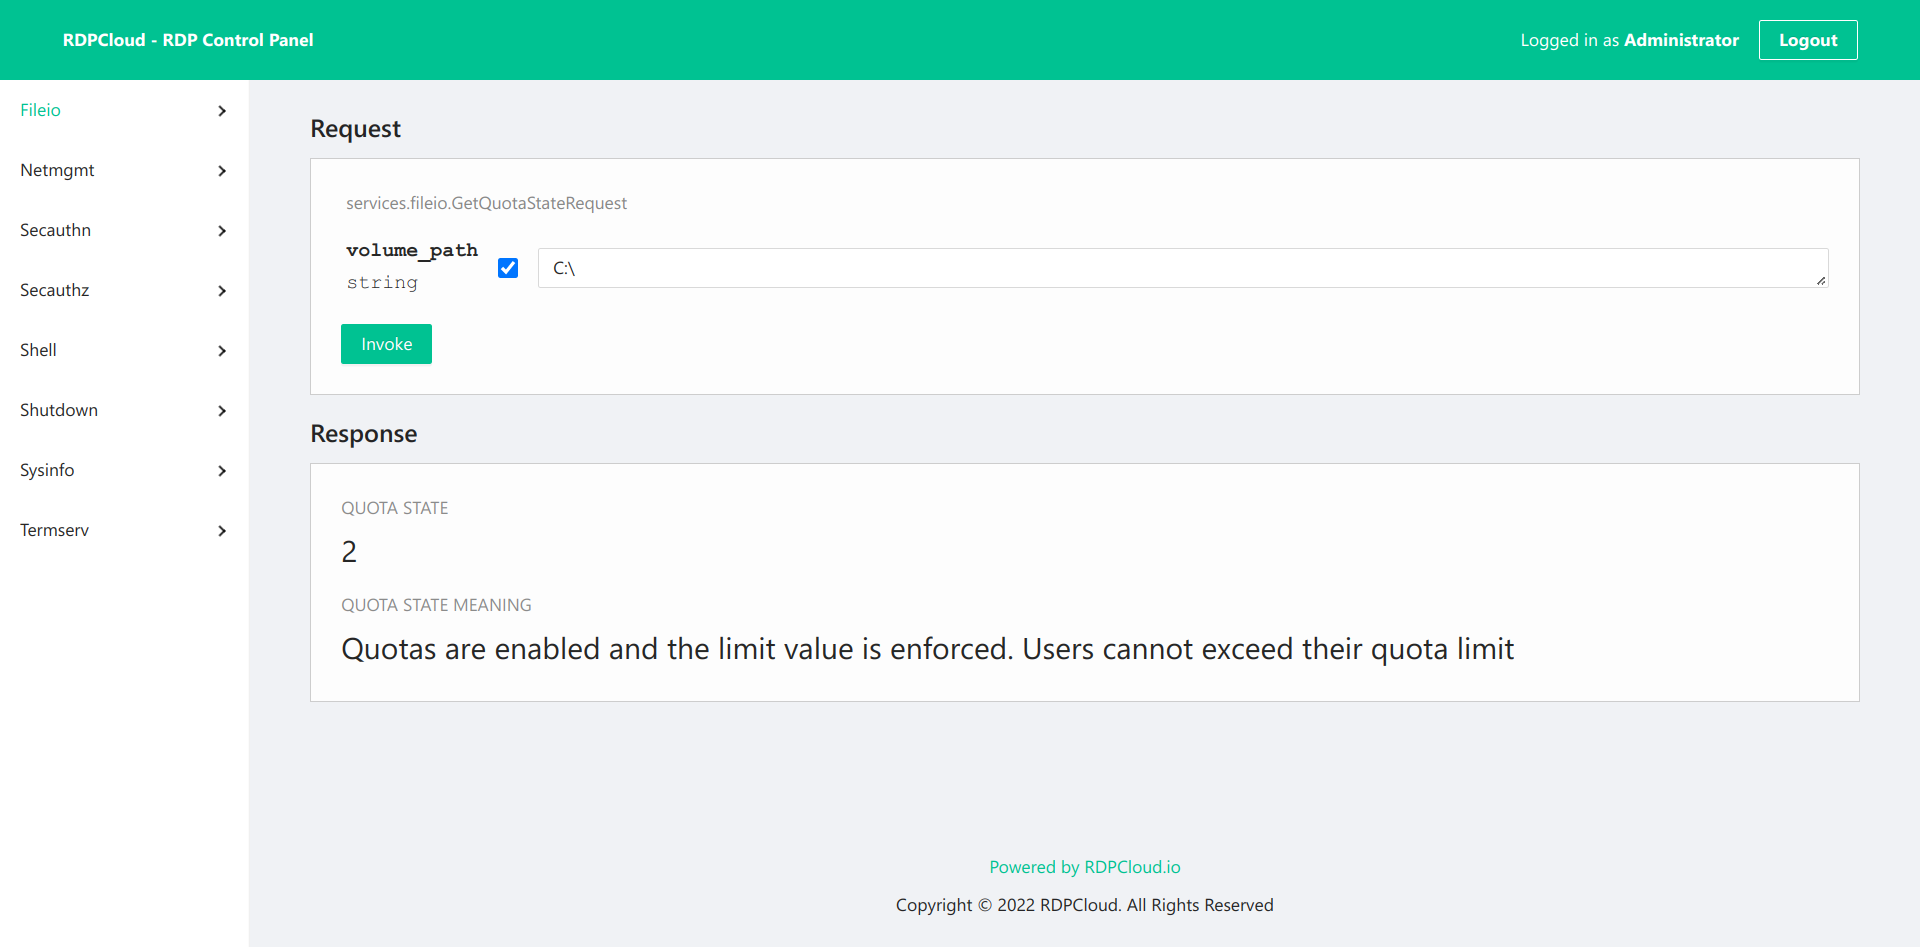 RDPCloud - RDP Control Panel
Logged in as Administrator
Logout
Fileio
Netmgmt
Secauthn
Secauthz
Shell
Shutdown
Sysinfo
Termserv
Request
services.fileio.GetQuotaStateRequest
volume_path
string
C:\
Invoke
Response
QUOTA STATE
2
QUOTA STATE MEANING
Quotas are enabled and the limit value is enforced. Users cannot exceed their quota limit
Powered by RDPCloud.io
Copyright © 2022 RDPCloud. All Rights Reserved